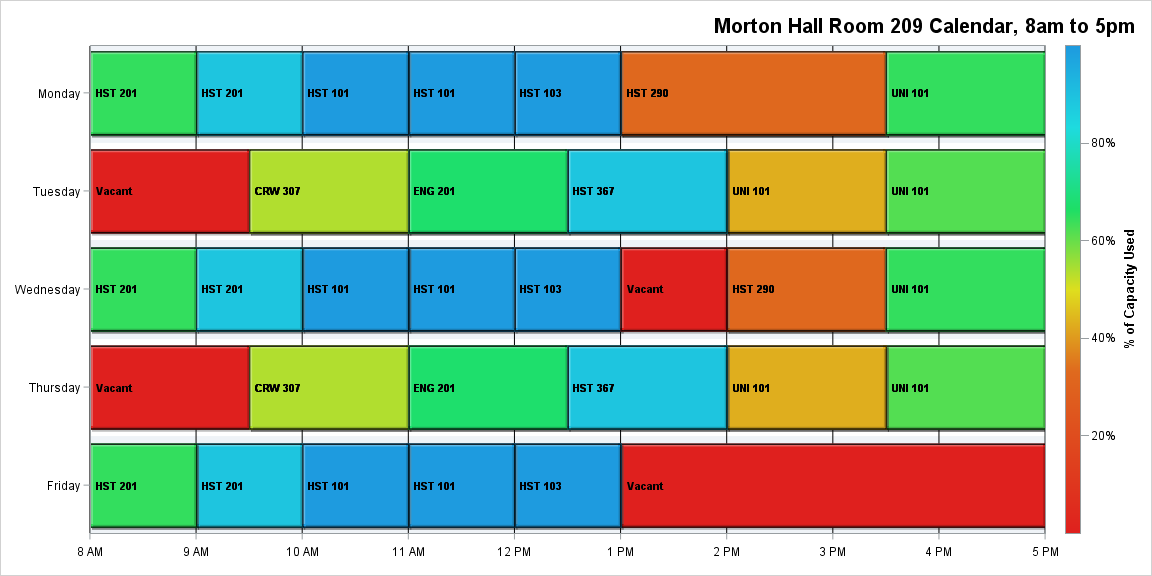 Morton Hall Room 209 Calendar, 8am to 5pm
Monday
HST 201
HST 201
HST 101
HST 101
HST 103
HST 290
UNI 101
Tuesday
Vacant
CRW 307
ENG 201
HST 367
UNI 101
UNI 101
Wednesday
HST 201
HST 201
HST 101
HST 101
HST 103
Vacant
HST 290
UNI 101
Thursday
Vacant
CRW 307
ENG 201
HST 367
UNI 101
UNI 101
Friday
HST 201
HST 201
HST 101
HST 101
HST 103
Vacant
8 AM
9 AM
10 AM
11 AM
12 PM
1 PM
2 PM
3 PM
4 PM
5 PM
80%
60%
40%
20%
% of Capacity Used